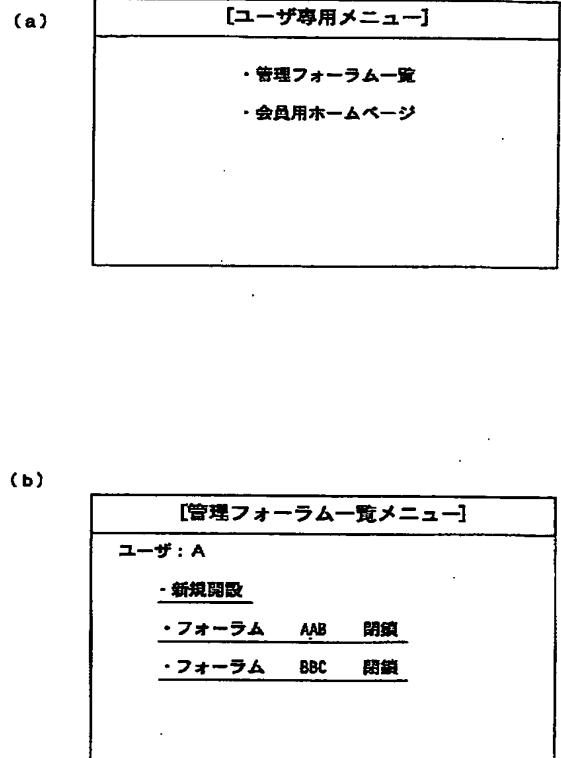 (a)
[ユーザ専用メニュー]
・管理フォーラム一覧
・会員用ホームページ
(b)
[管理フォーラム一覧メニュー]
ユーザ：A
・新規開設
・フォーラム AAB 閉鎖
・フォーラム BBC 閉鎖